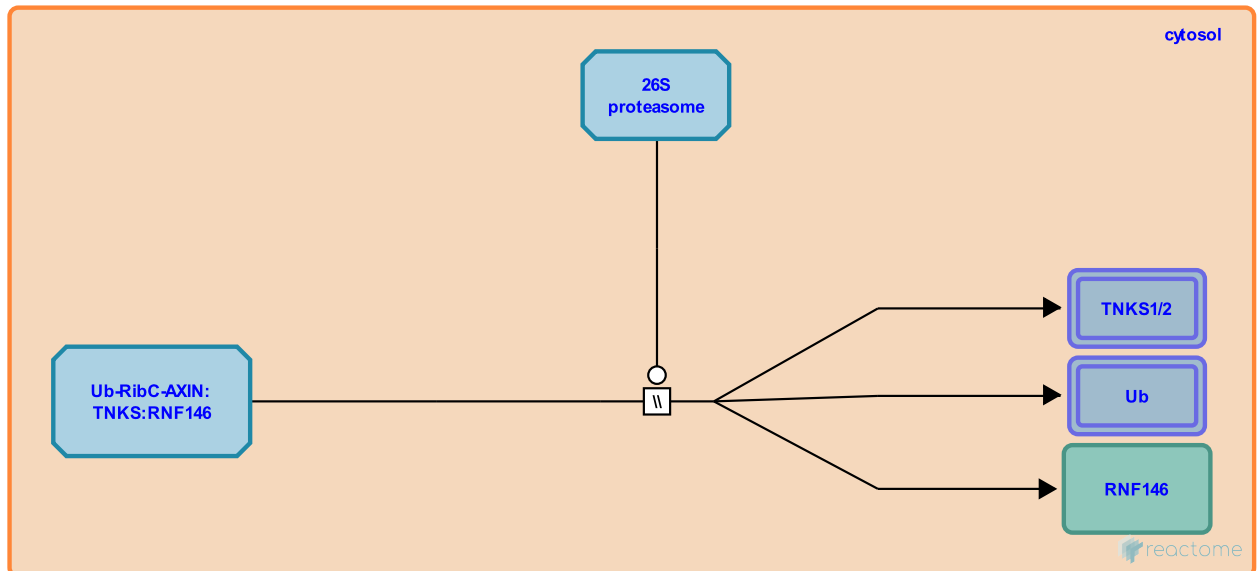 cytosol
26S
proteasome
Ub-RibC-AXIN:
TNKS:RNF146
\\
TNKS1/2
Ub
RNF146
reactome